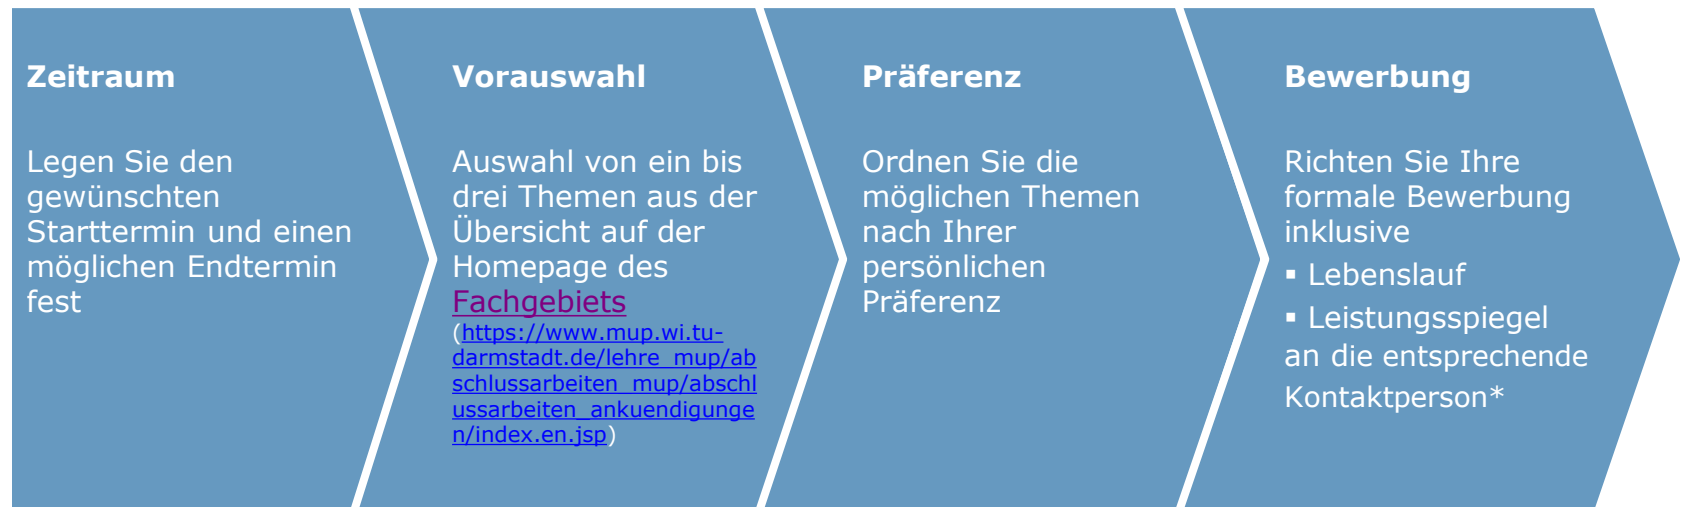 Zeitraum
Legen Sie den
gewünschten
Starttermin und einen
möglichen Endtermin
fest
Vorauswahl
Auswahl von ein bis
drei Themen aus der
Übersicht auf der
Homepage des
Fachgebiets
(https://www.mup.wi.tu-
darmstadt.de/lehre_mup/ab
schlussarbeiten_mup/abschl
ussarbeiten_ankuendigunge
n/index.en.jsp)
Präferenz
Ordnen Sie die
möglichen Themen
nach Ihrer
persönlichen
Präferenz
Bewerbung
Richten Sie Ihre
formale Bewerbung
inklusive
▪ Lebenslauf
▪ Leistungsspiegel
an die entsprechende
Kontaktperson*